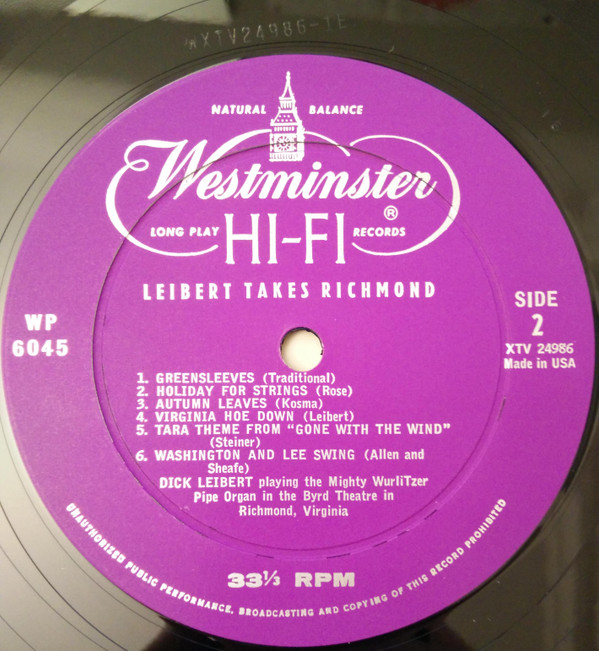 XTV24986-1E
NATURAL BALANCE
Westminster ®
LONG PLAY HI-FI RECORDS
LEIBERT TAKES RICHMOND
WP
6045
SIDE
2
XTV 24986
Made in USA
1. GREENSLEEVES (Traditional)
2. HOLIDAY FOR STRINGS (Rose)
3. AUTUMN LEAVES (Kosma)
4. VIRGINIA HOE DOWN (Leibert)
5. TARA THEME FROM “GONE WITH THE WIND”
(Steiner)
6. WASHINGTON AND LEE SWING (Allen and
Sheafe)
DICK LEIBERT playing the Mighty WurliTzer
Pipe Organ in the Byrd Theatre in
Richmond, Virginia
33⅓ RPM
UNAUTHORIZED PUBLIC PERFORMANCE, BROADCASTING AND COPYING OF THIS RECORD PROHIBITED